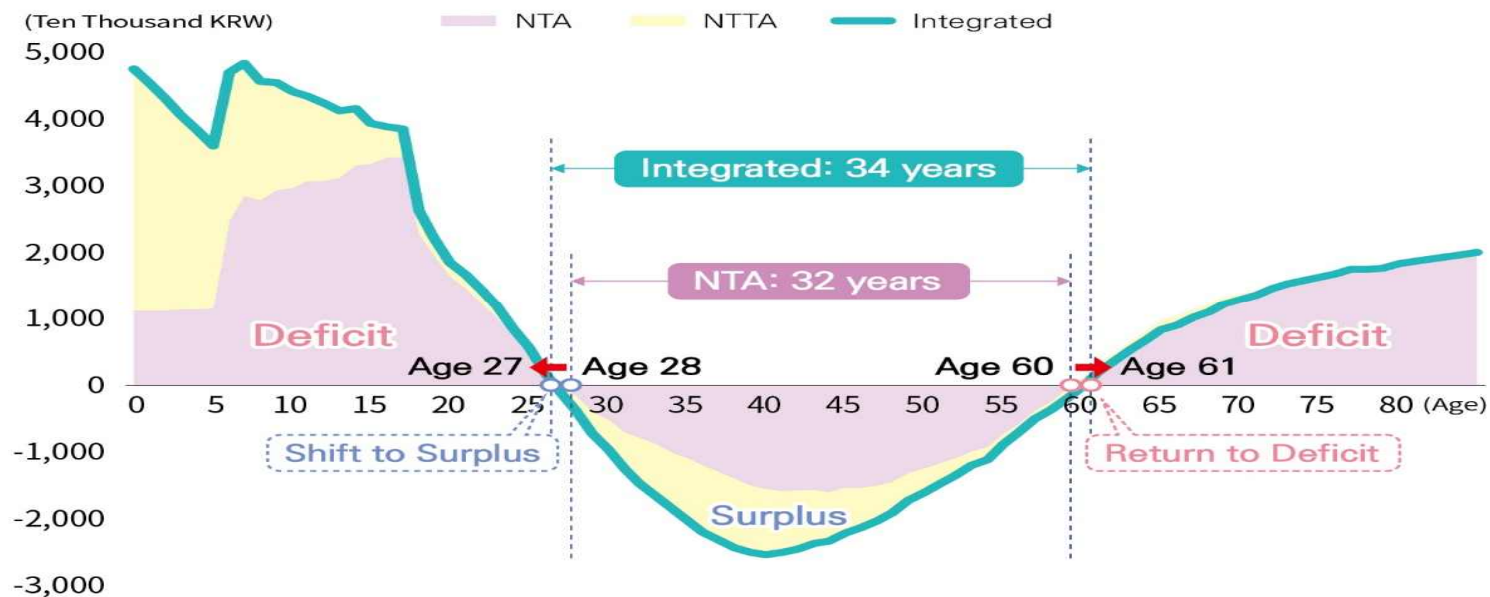 (Ten Thousand KRW)
NTA
NTTA
Integrated
5,000
4,000
3,000
2,000
1,000
0
-1,000
-2,000
-3,000
Integrated: 34 years
NTA: 32 years
Deficit
Deficit
Age 27
Age 28
Age 60
Age 61
0 5 10 15 20 25 30 35 40 45 50 55 60 65 70 75 80 (Age)
Shift to Surplus
Return to Deficit
Surplus